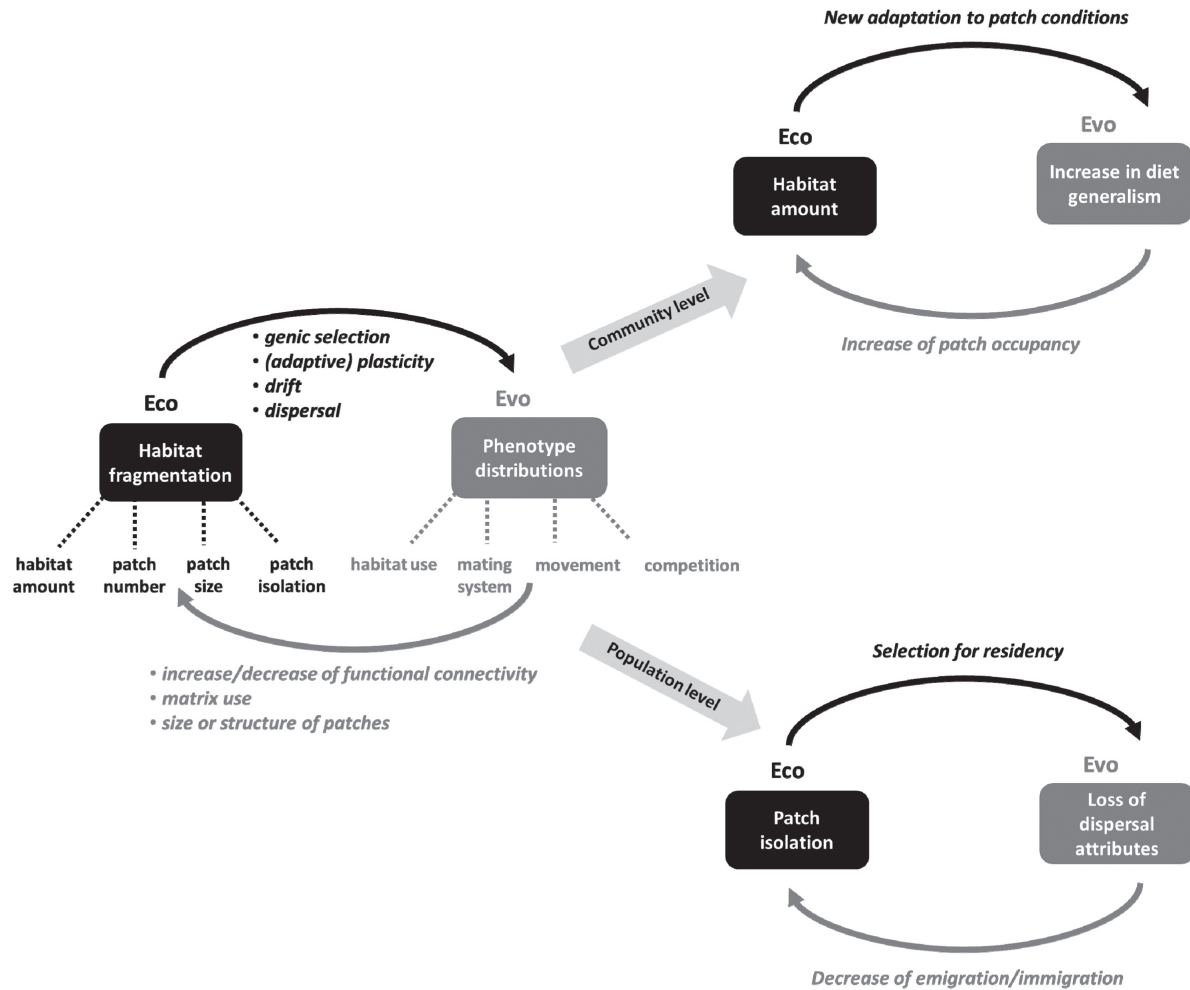 New adaptation to patch conditions
Eco
Evo
Habitat
amount
Increase in diet
generalism
Increase of patch occupancy
Community level
• genic selection
• (adaptive) plasticity
• drift
• dispersal
Eco
Evo
Habitat
fragmentation
Phenotype
distributions
habitat
amount
patch
number
patch
size
patch
isolation
habitat use
mating
system
movement
competition
• increase/decrease of functional connectivity
• matrix use
• size or structure of patches
Population level
Selection for residency
Eco
Evo
Patch
isolation
Loss of
dispersal
attributes
Decrease of emigration/immigration